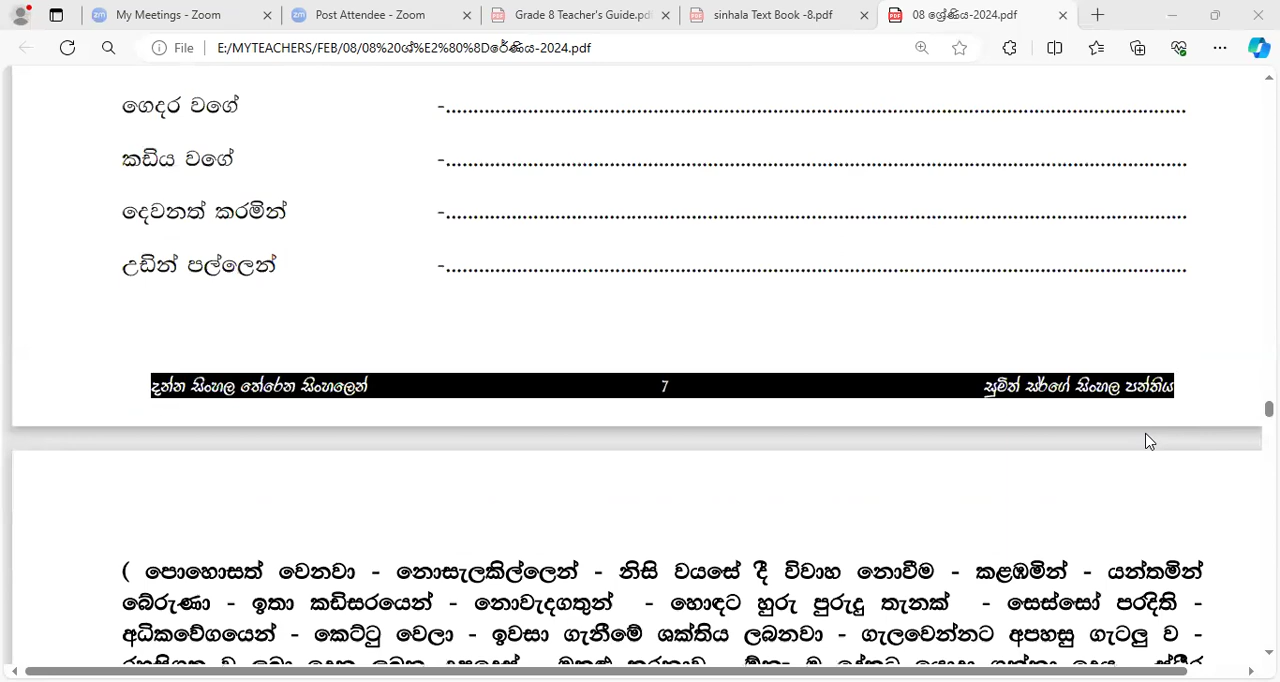 My Meetings - Zoom
Post Attendee - Zoom
Grade 8 Teacher's Guide.pdf
sinhala Text Book -8.pdf
08 ශ්‍රේණිය-2024.pdf
File
E:/MYTEACHERS/FEB/08/08%20ශ්%E2%80%8Dරේණිය-2024.pdf
ගෙදර වගේ -................................................................
කඩිය වගේ -................................................................
දෙවනත් කරමින් -................................................................
උඩින් පල්ලෙන් -................................................................
දන්න සිංහල තේරෙන සිංහලෙන් 7 සුමිත් සර්ගේ සිංහල පන්තිය
( පොහොසත් වෙනවා - නොසැලකිල්ලෙන් - නිසි වයසේ දී විවාහ නොවීම - කළඹමින් - යන්තමින්
බේරුණා - ඉතා කඩිසරයෙන් - නොවැදගතුන් - හොඳට හුරු පුරුදු තැනක් - සෙස්සෝ පරදිති -
අධිකවේගයෙන් - කෙට්ටු වෙලා - ඉවසා ගැනීමේ ශක්තිය ලබනවා - ගැලවෙන්නට අපහසු ගැටලු ව -